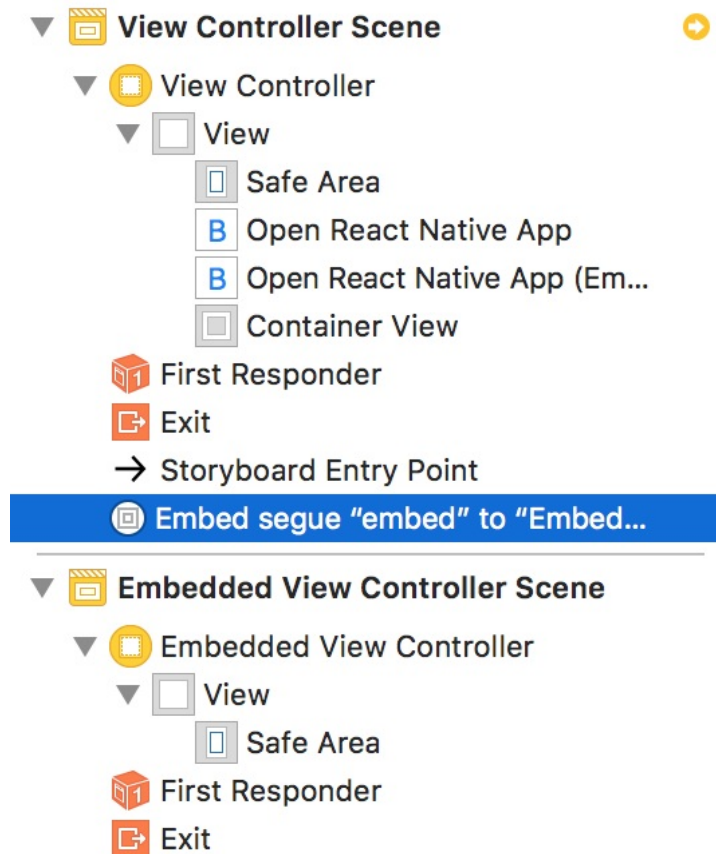 View Controller Scene
View Controller
View
Safe Area
B Open React Native App
B Open React Native App (Em...
Container View
1 First Responder
Exit
Storyboard Entry Point
Embed segue “embed” to “Embed...
Embedded View Controller Scene
Embedded View Controller
View
Safe Area
1 First Responder
Exit